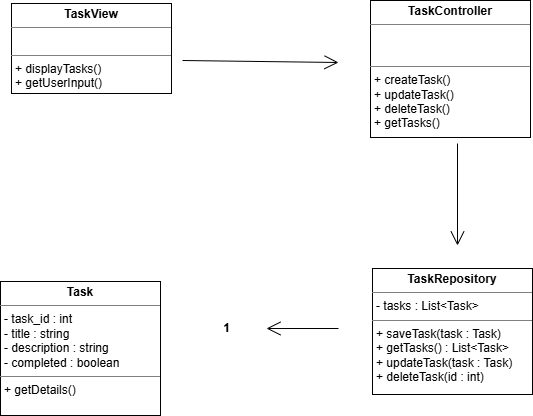 TaskView
+ displayTasks()
+ getUserInput()
TaskController
+ createTask()
+ updateTask()
+ deleteTask()
+ getTasks()
Task
- task_id : int
- title : string
- description : string
- completed : boolean
+ getDetails()
1
TaskRepository
- tasks : List<Task>
+ saveTask(task : Task)
+ getTasks() : List<Task>
+ updateTask(task : Task)
+ deleteTask(id : int)